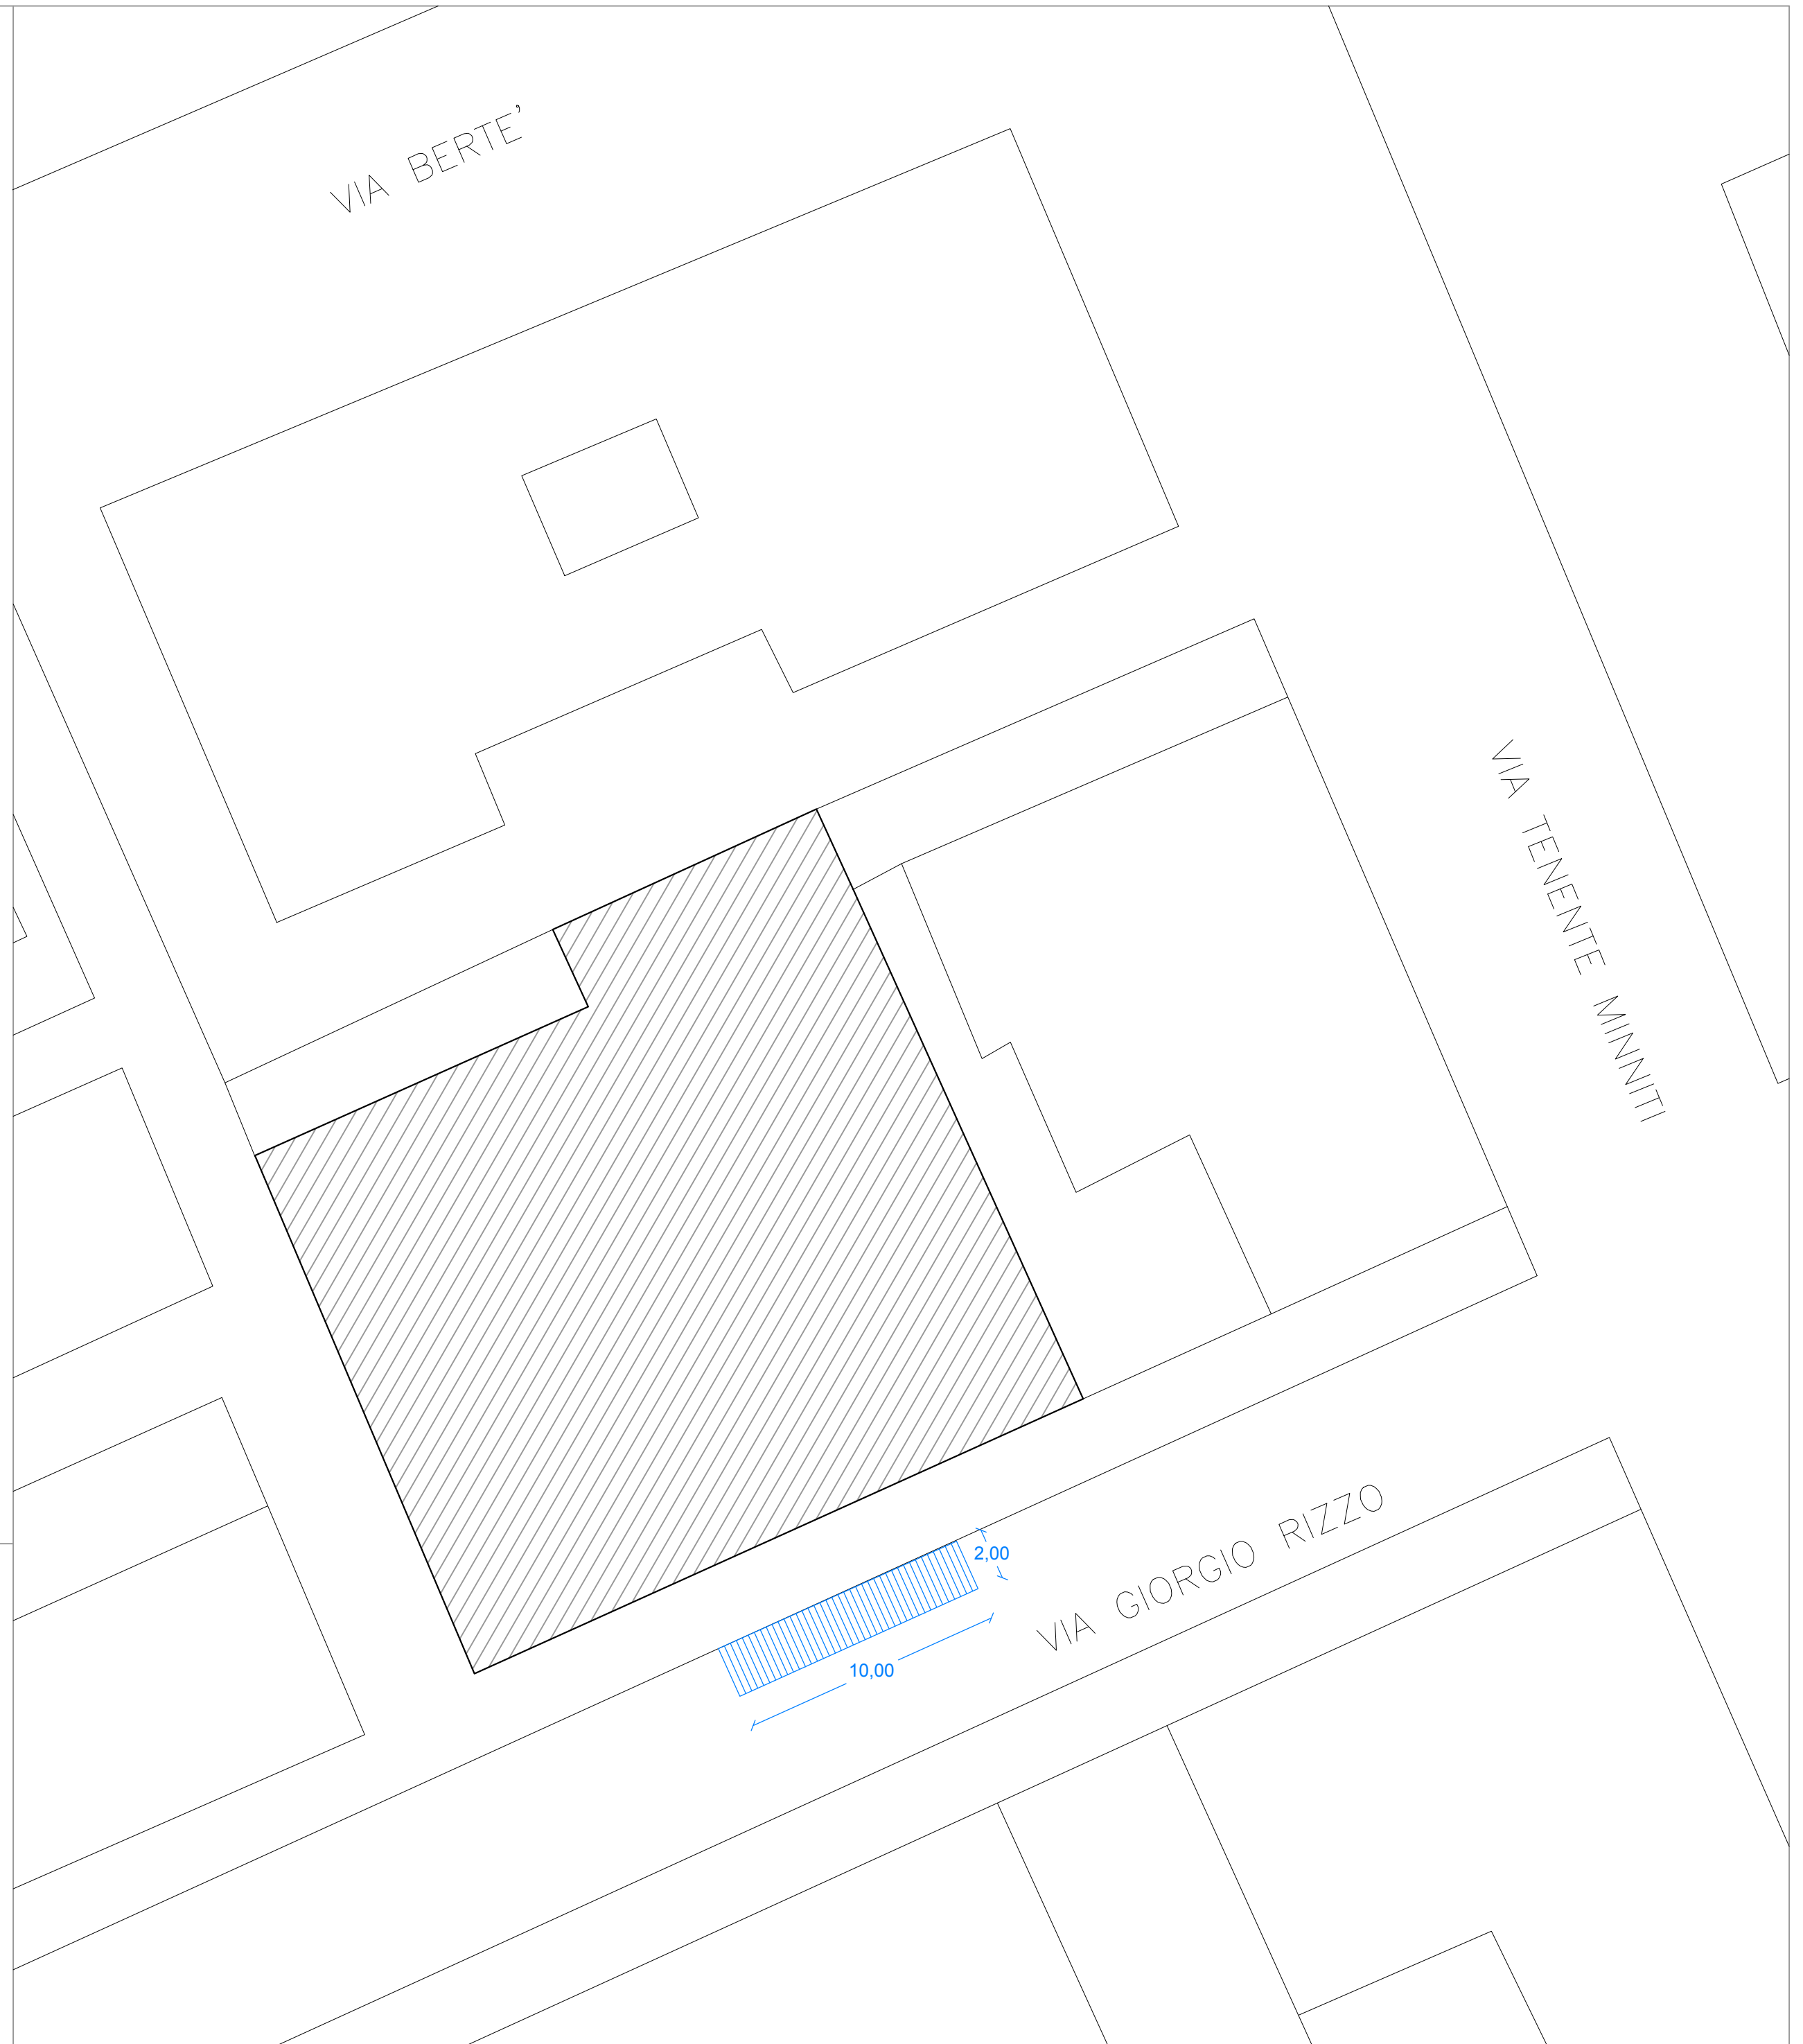 VIA BERTE'
VIA TENENTE MINNITI
2,00
VIA GIORGIO RIZZO
10,00